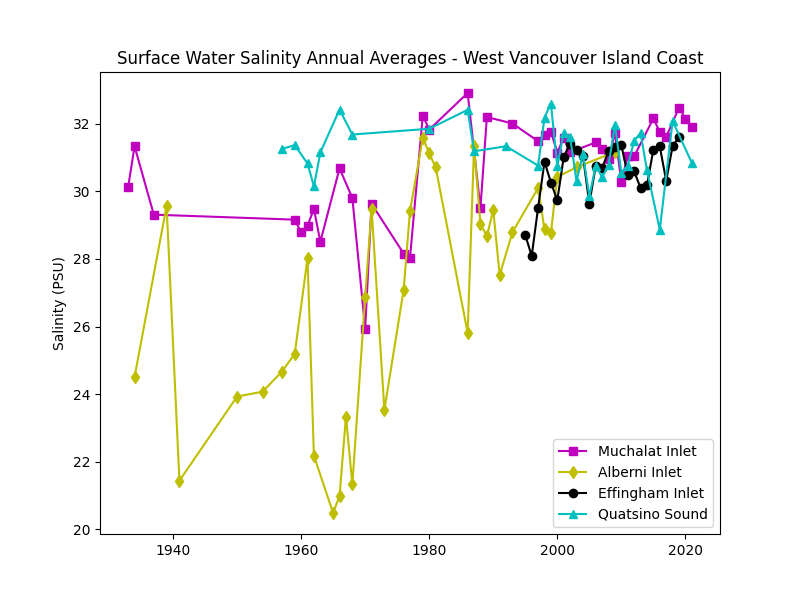 Surface Water Salinity Annual Averages - West Vancouver Island Coast
Salinity (PSU)
32
30
28
26
24
22
20
1940
1960
1980
2000
2020
Muchalat Inlet
Alberni Inlet
Effingham Inlet
Quatsino Sound